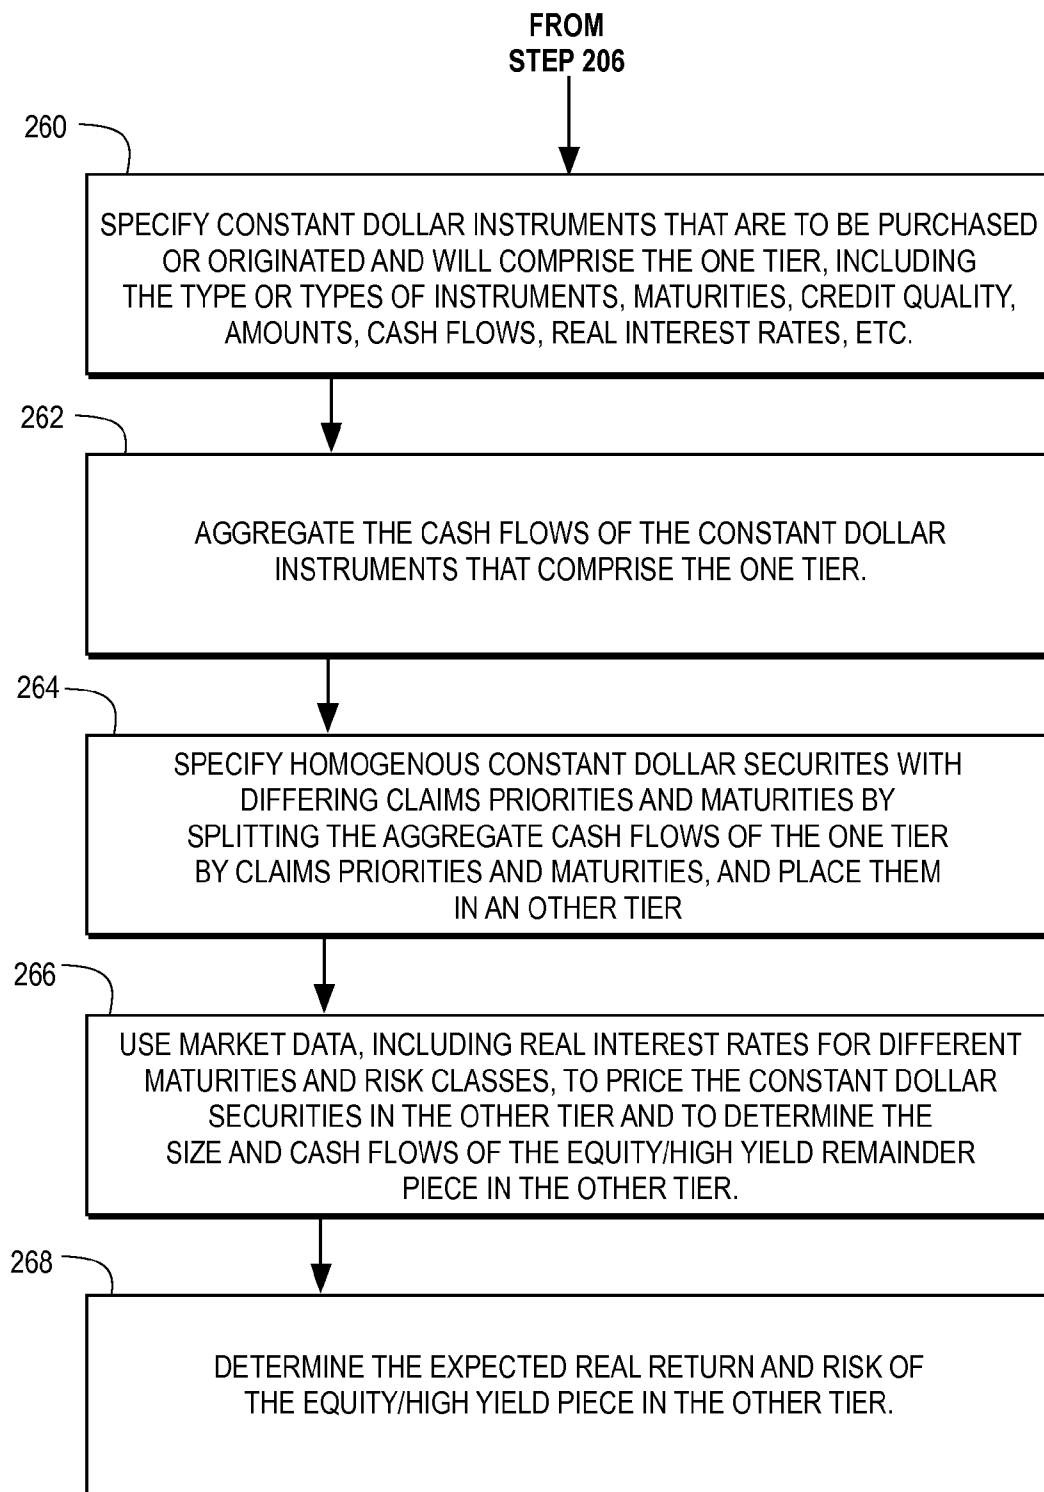 FROM
STEP 206
260
SPECIFY CONSTANT DOLLAR INSTRUMENTS THAT ARE TO BE PURCHASED
OR ORIGINATED AND WILL COMPRISE THE ONE TIER, INCLUDING
THE TYPE OR TYPES OF INSTRUMENTS, MATURITIES, CREDIT QUALITY,
AMOUNTS, CASH FLOWS, REAL INTEREST RATES, ETC.
262
AGGREGATE THE CASH FLOWS OF THE CONSTANT DOLLAR
INSTRUMENTS THAT COMPRISE THE ONE TIER.
264
SPECIFY HOMOGENOUS CONSTANT DOLLAR SECURITES WITH
DIFFERING CLAIMS PRIORITIES AND MATURITIES BY
SPLITTING THE AGGREGATE CASH FLOWS OF THE ONE TIER
BY CLAIMS PRIORITIES AND MATURITIES, AND PLACE THEM
IN AN OTHER TIER
266
USE MARKET DATA, INCLUDING REAL INTEREST RATES FOR DIFFERENT
MATURITIES AND RISK CLASSES, TO PRICE THE CONSTANT DOLLAR
SECURITIES IN THE OTHER TIER AND TO DETERMINE THE
SIZE AND CASH FLOWS OF THE EQUITY/HIGH YIELD REMAINDER
PIECE IN THE OTHER TIER.
268
DETERMINE THE EXPECTED REAL RETURN AND RISK OF
THE EQUITY/HIGH YIELD PIECE IN THE OTHER TIER.